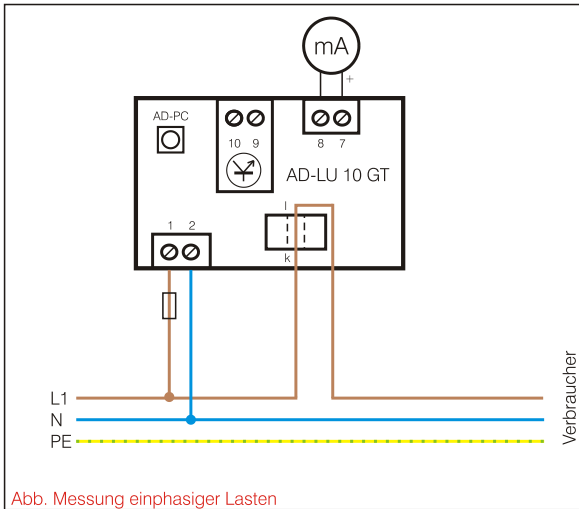 mA
+
AD-PC
10 9
8 7
AD-LU 10 GT
1 2
l
k
L1
N
PE
Verbraucher
Abb. Messung einphasiger Lasten